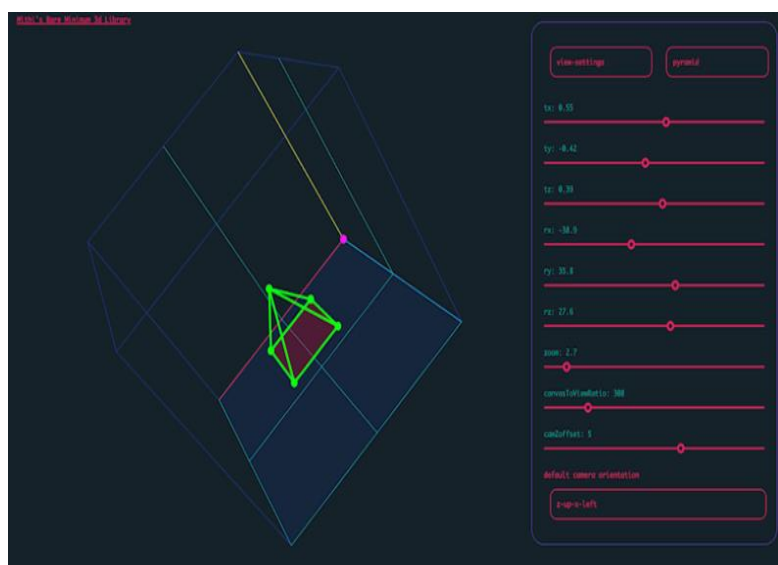 Mithi's Bare Minimum 3d Library
view-settings
pyramid
tx: 0.55
ty: -0.42
tz: 0.39
rx: -38.9
ry: 35.8
rz: 27.6
zoom: 2.7
canvasToViewRatio: 300
camZoffset: 5
default camera orientation
z-up-x-left